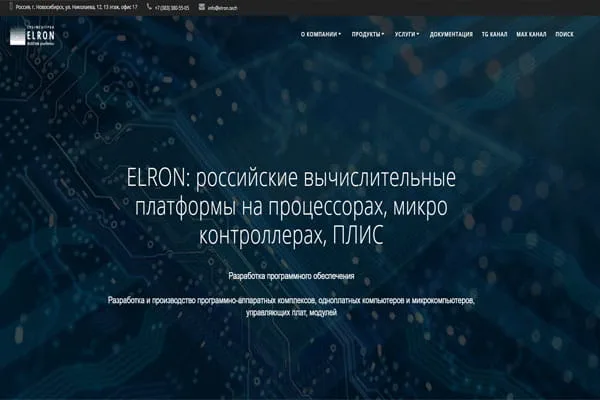 Россия, г. Новосибирск, ул. Николаева, 12, 13 этаж, офис 17
+7 (383) 380-55-05
info@elron.tech
ELRON
О КОМПАНИИ
ПРОДУКТЫ
УСЛУГИ
ДОКУМЕНТАЦИЯ
TG КАНАЛ
MAX КАНАЛ
ПОИСК
ELRON: российские вычислительные
платформы на процессорах, микро
контроллерах, ПЛИС
Разработка программного обеспечения
Разработка и производство программно-аппаратных комплексов, одноплатных компьютеров и микрокомпьютеров,
управляющих плат, модулей